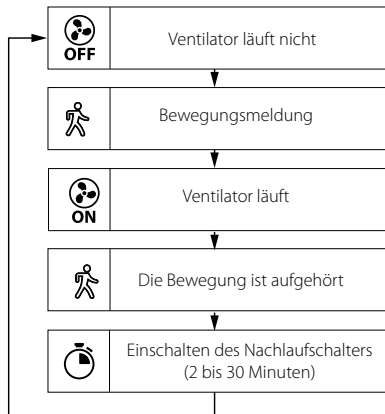 OFF
Ventilator läuft nicht
Bewegungsmeldung
ON
Ventilator läuft
Die Bewegung ist aufgehört
Einschalten des Nachlaufschalters
(2 bis 30 Minuten)